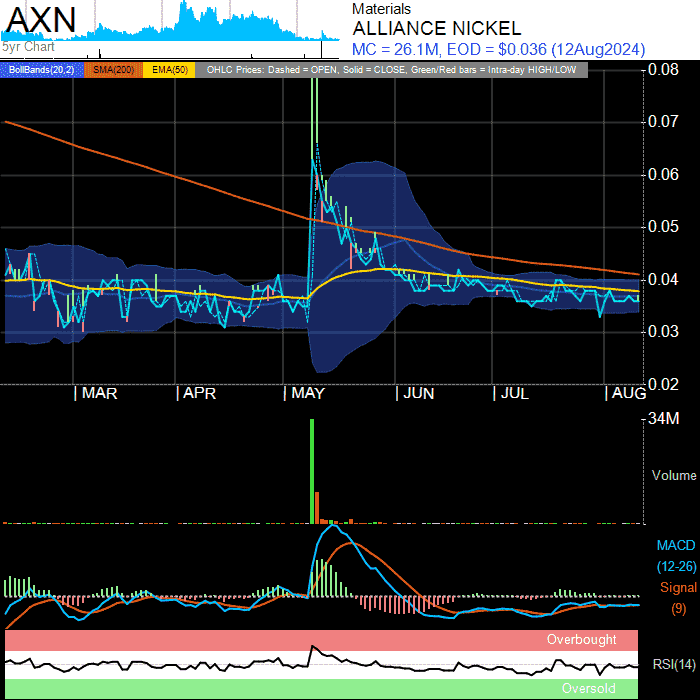 AXN
5yr Chart
Materials
ALLIANCE NICKEL
MC = 26.1M, EOD = $0.036 (12Aug2024)
BollBands(20,2) SMA(200) EMA(50) OHLC Prices: Dashed = OPEN, Solid = CLOSE, Green/Red bars = Intra-day HIGH/LOW
0.08
0.07
0.06
0.05
0.04
0.03
0.02
| MAR | APR | MAY | JUN | JUL | AUG
34M
Volume
MACD
(12-26)
Signal
(9)
Overbought
RSI(14)
Oversold